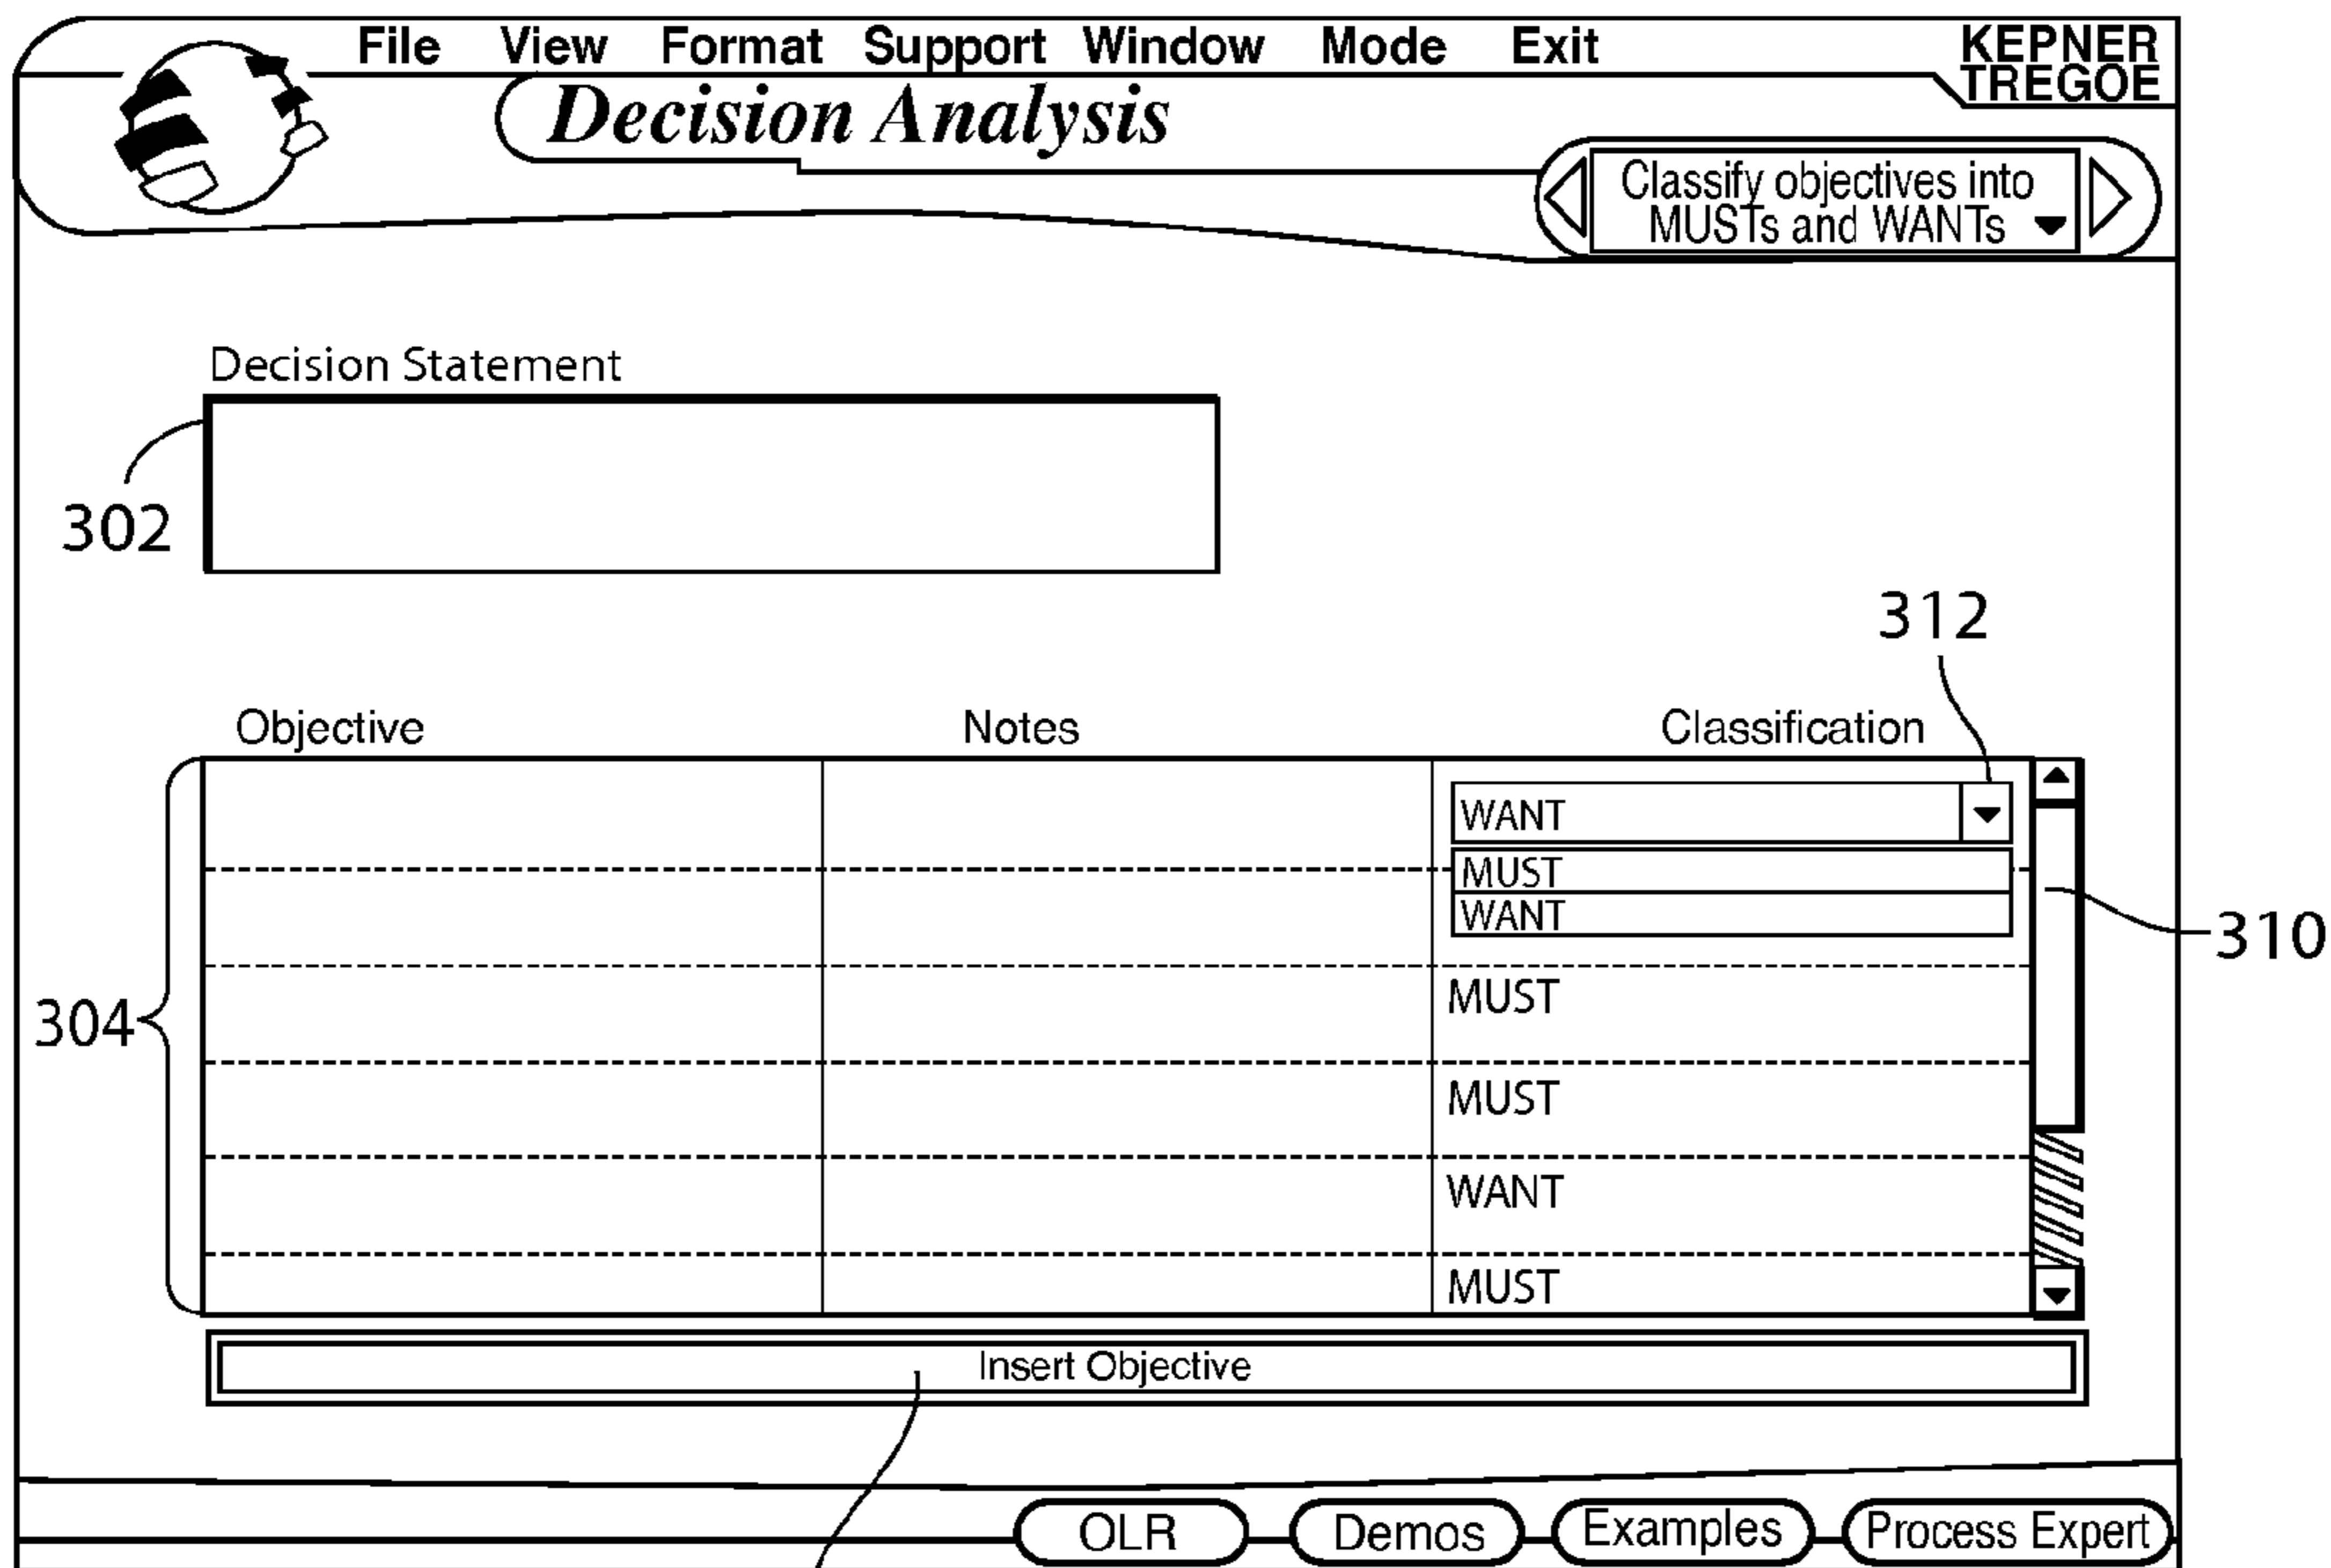 File View Format Support Window Mode Exit
KEPNER
TREGOE
Decision Analysis
Classify objectives into
MUSTs and WANTs
Decision Statement
302
312
Objective Notes Classification
WANT
MUST
WANT
310
MUST
304
MUST
WANT
MUST
Insert Objective
OLR Demos Examples Process Expert